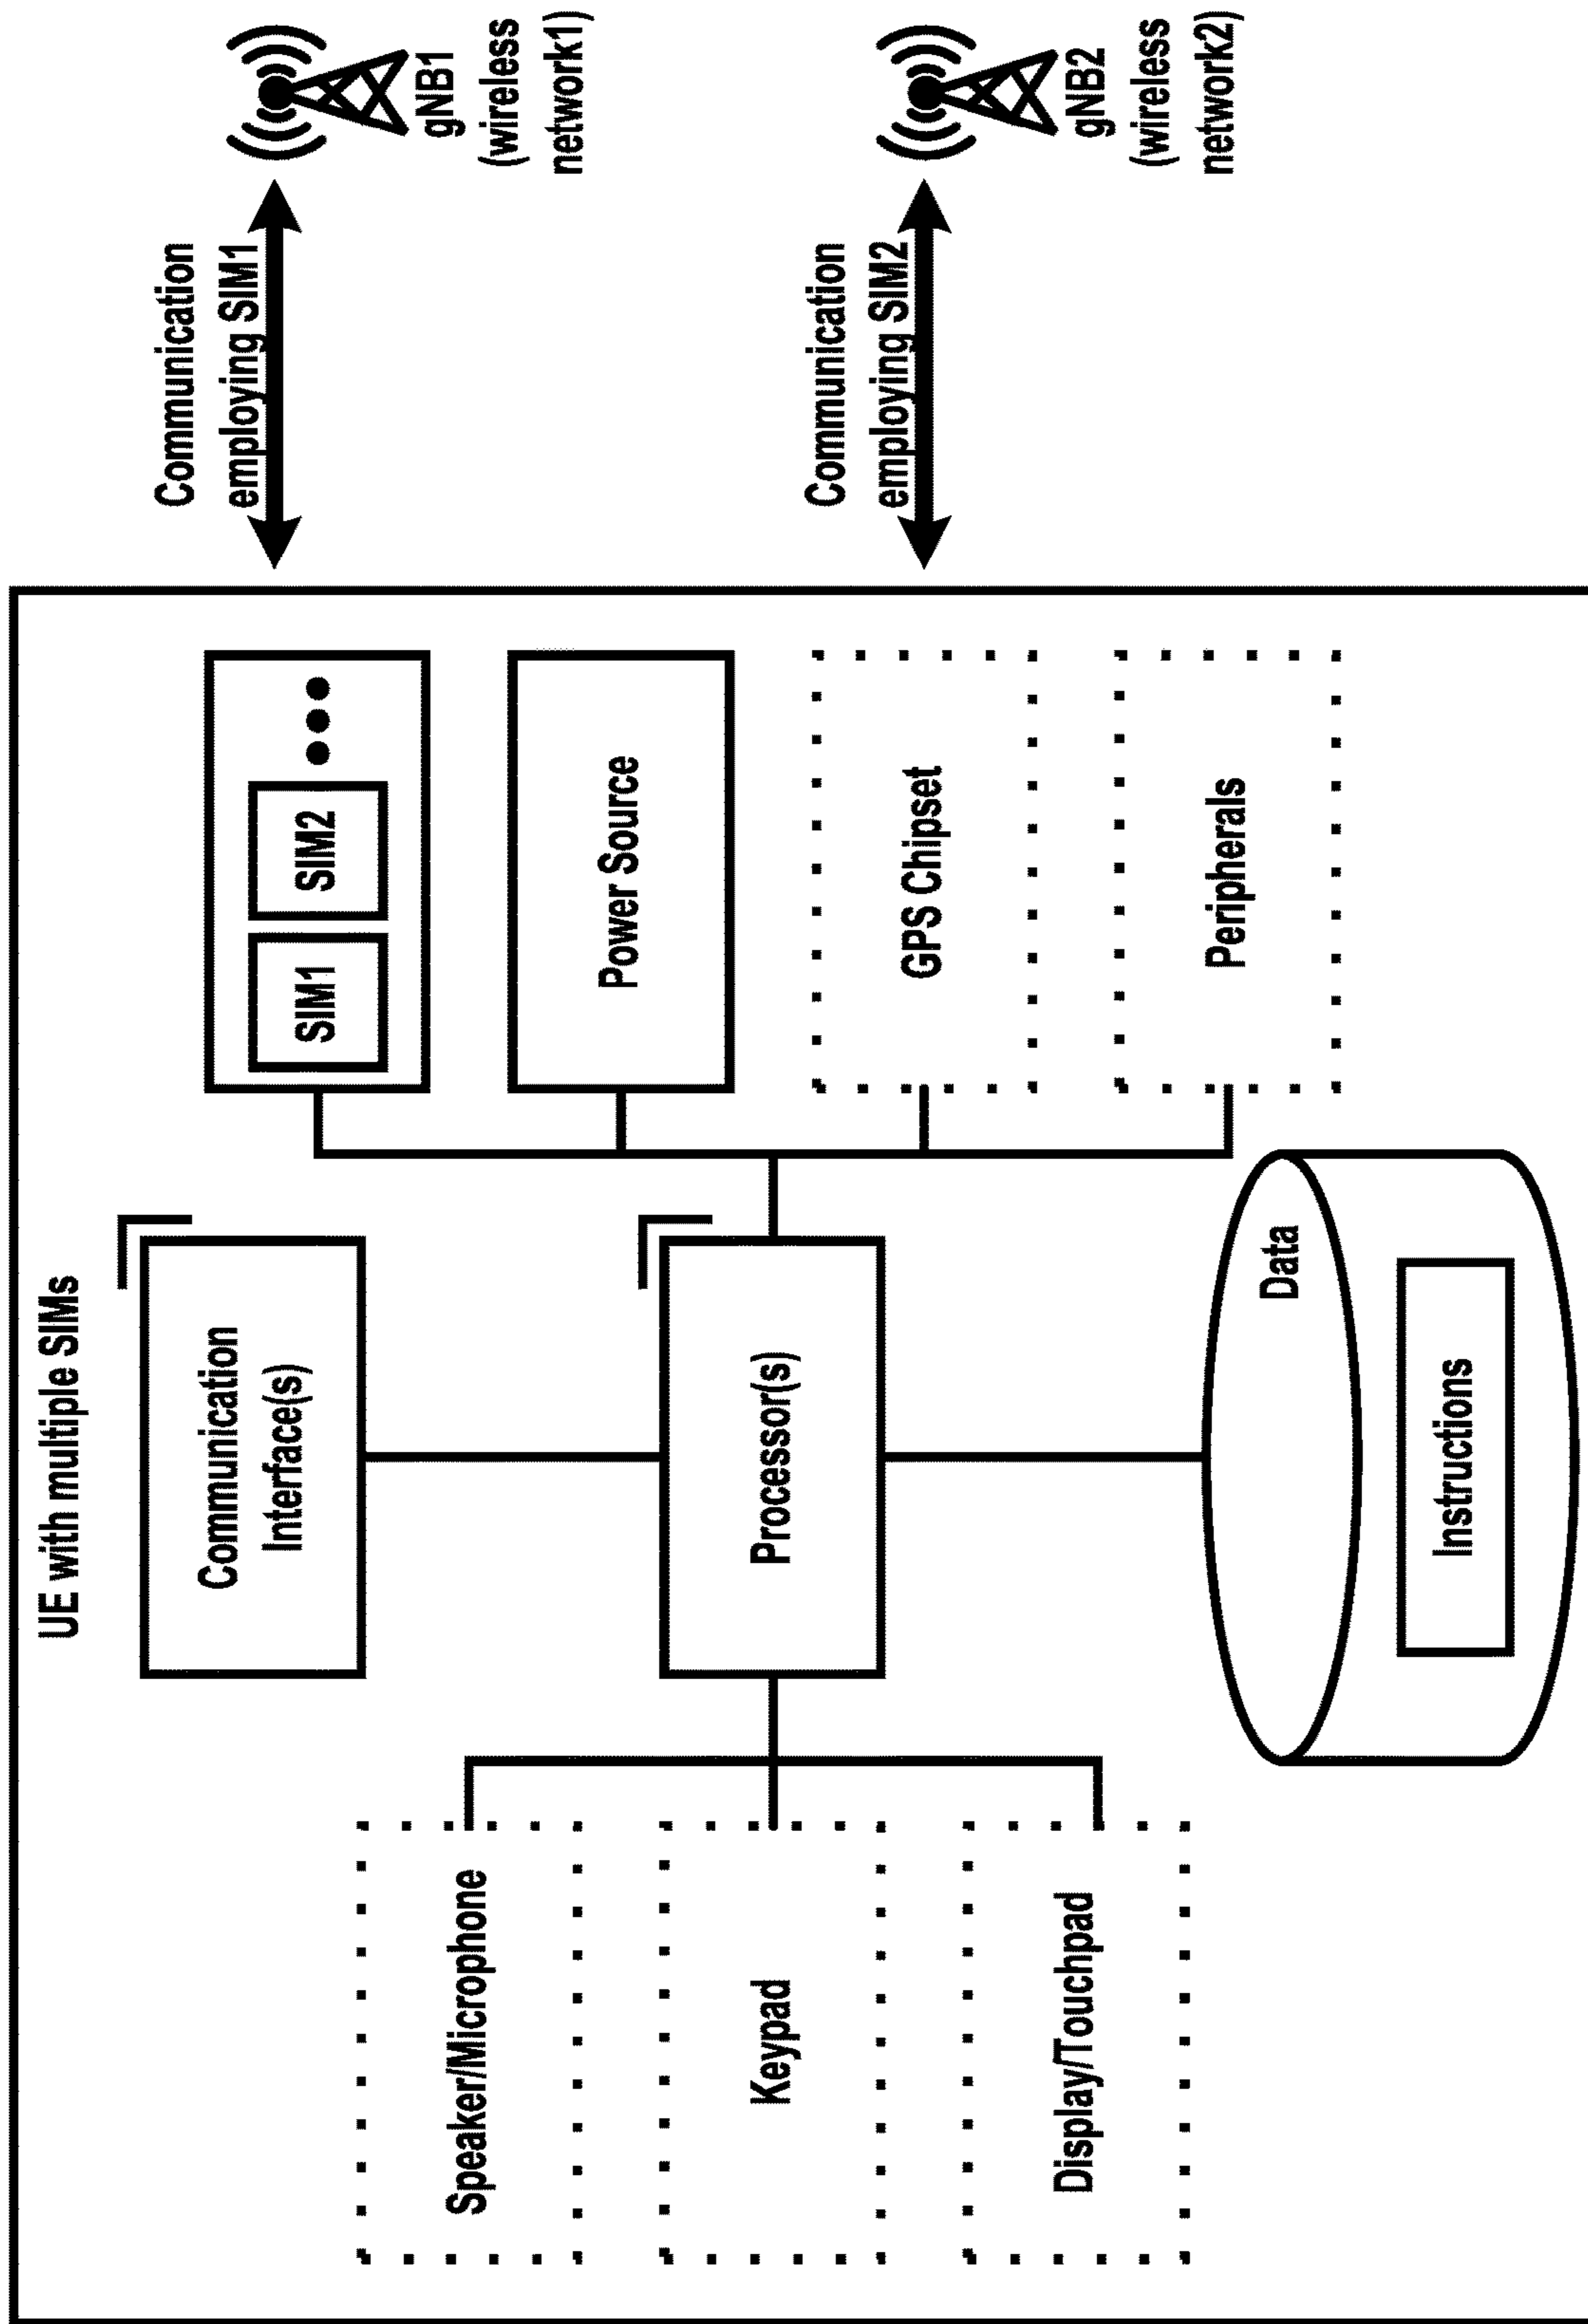 UE with multiple SIMs
Speaker/Microphone
Keypad
Display/Touchpad
Communication
Interface(s)
Processor(s)
Data
Instructions
SIM1
SIM2
Power Source
GPS Chipset
Peripherals
Communication
employing SIM1
gNB1
(wireless
network1)
Communication
employing SIM2
gNB2
(wireless
network2)